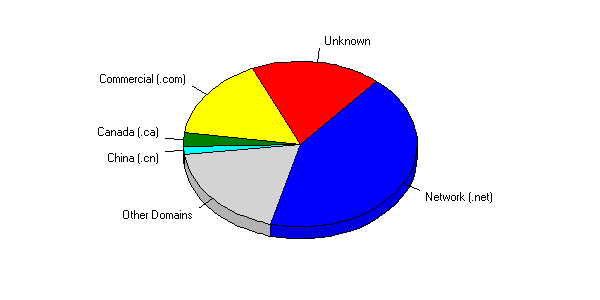 Unknown
Commercial (.com)
Canada (.ca)
China (.cn)
Network (.net)
Other Domains